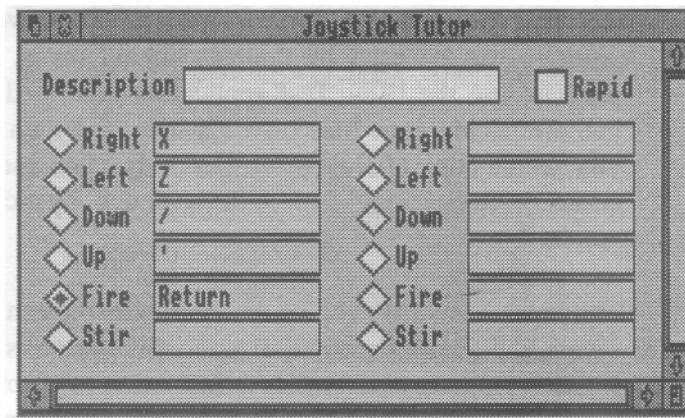 Joystick Tutor
Description Rapid
Right X Right
Left Z Left
Down / Down
Up ' Up
Fire Return Fire
Stir Stir